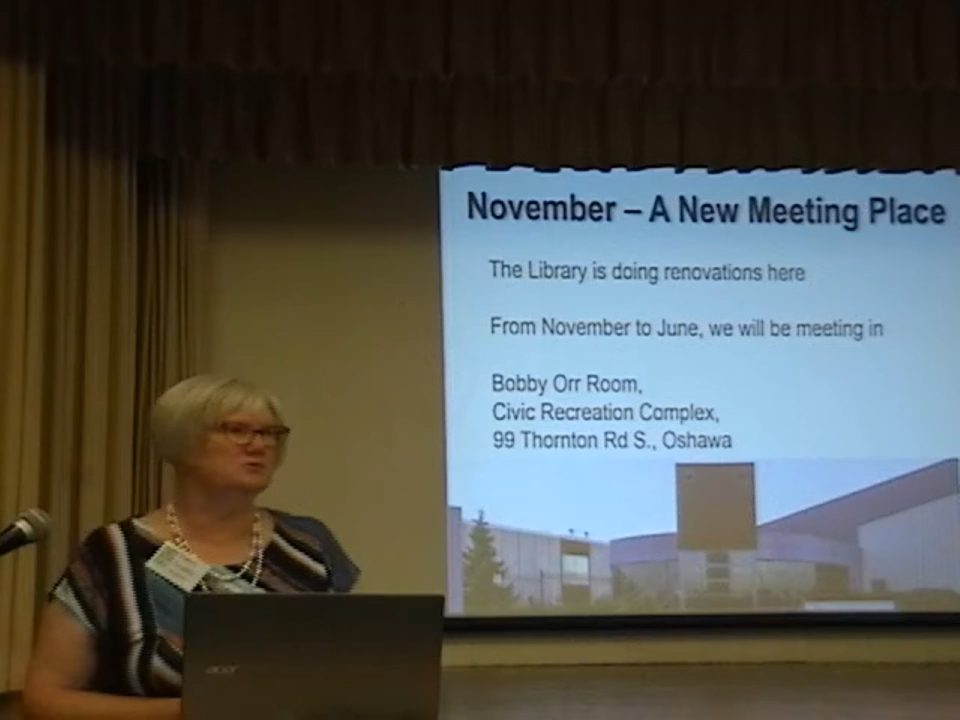 November – A New Meeting Place
The Library is doing renovations here
From November to June, we will be meeting in
Bobby Orr Room,
Civic Recreation Complex,
99 Thornton Rd S., Oshawa
acer